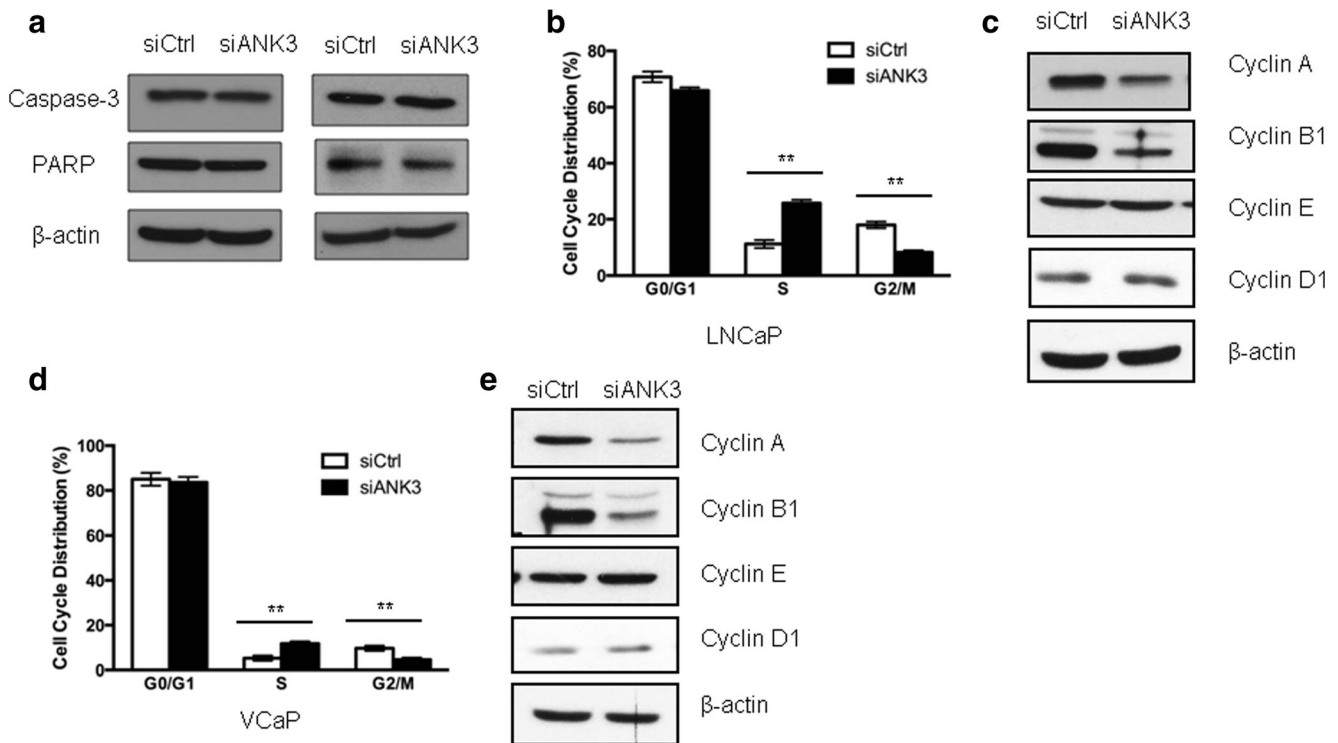 a
siCtrl siANK3 siCtrl siANK3
Caspase-3
PARP
β-actin
b
Cell Cycle Distribution (%)
80
60
40
20
0
siCtrl
siANK3
** **
G0/G1 S G2/M
LNCaP
c
siCtrl siANK3
Cyclin A
Cyclin B1
Cyclin E
Cyclin D1
β-actin
d
Cell Cycle Distribution (%)
100
80
60
40
20
0
siCtrl
siANK3
** **
G0/G1 S G2/M
VCaP
e
siCtrl siANK3
Cyclin A
Cyclin B1
Cyclin E
Cyclin D1
β-actin